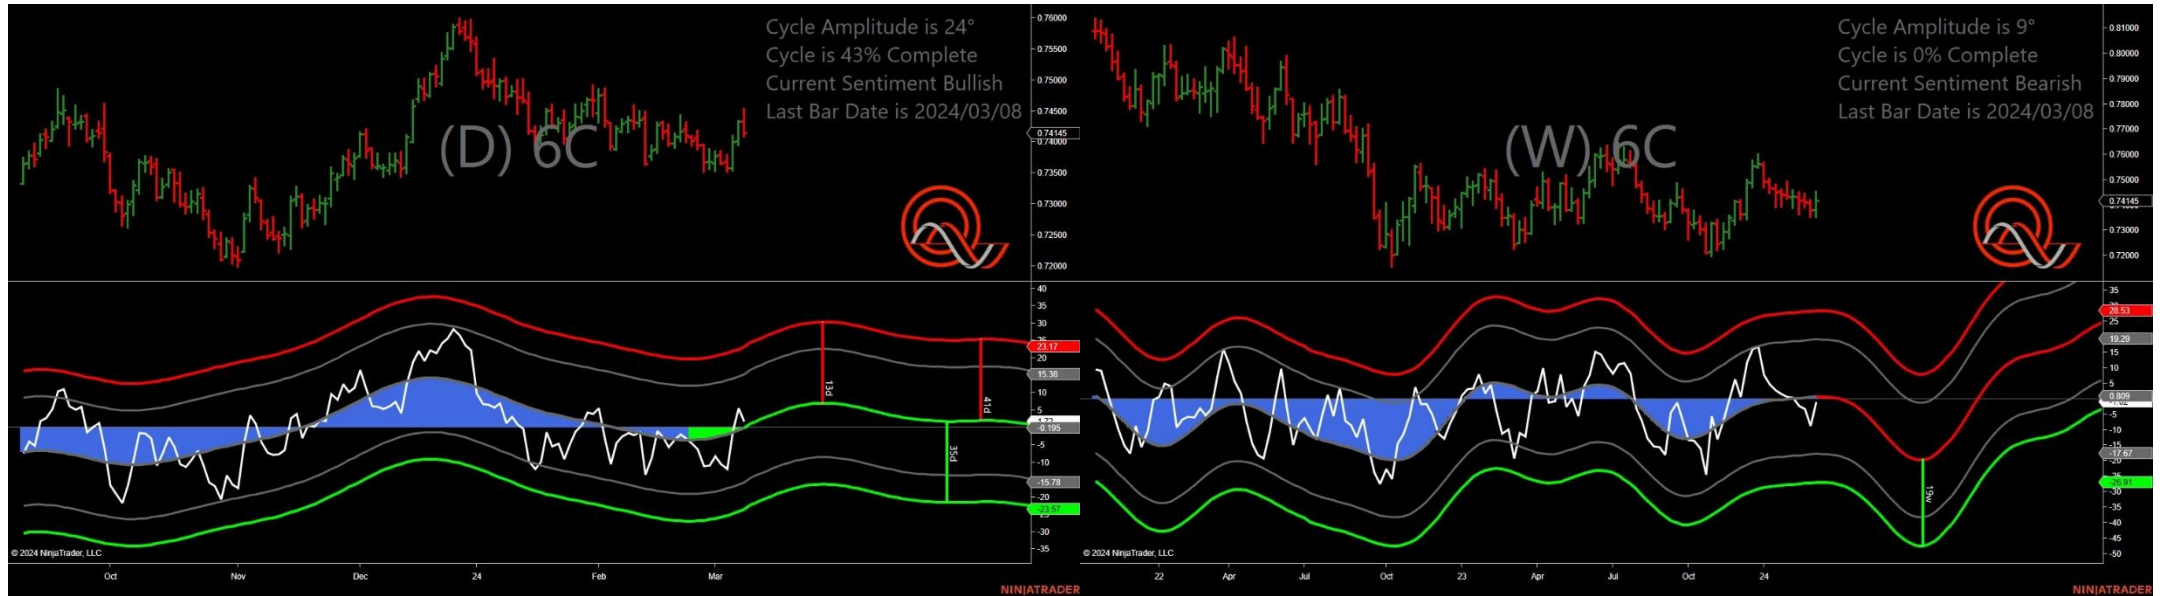 Cycle Amplitude is 24°
Cycle is 43% Complete
Current Sentiment Bullish
Last Bar Date is 2024/03/08
(D) 6C
0.76000
0.75500
0.75000
0.74500
0.74145
0.74000
0.73500
0.73000
0.72500
0.72000
40
35
30
23.17
20
15.38
10
5
-0.195
-5
-10
-15.78
-20
-23.57
-30
-35
13d
41d
35d
© 2024 NinjaTrader, LLC
Oct
Nov
Dec
24
Feb
Mar
NINJATRADER
Cycle Amplitude is 9°
Cycle is 0% Complete
Current Sentiment Bearish
Last Bar Date is 2024/03/08
(W) 6C
0.81000
0.80000
0.79000
0.78000
0.77000
0.76000
0.75000
0.74145
0.73000
0.72000
35
28.53
25
19.29
15
10
5
0.809
-5
-10
-15
-17.67
-26.91
-30
-35
-40
-45
-50
19w
© 2024 NinjaTrader, LLC
22
Apr
Jul
Oct
23
Apr
Jul
Oct
24
NINJATRADER